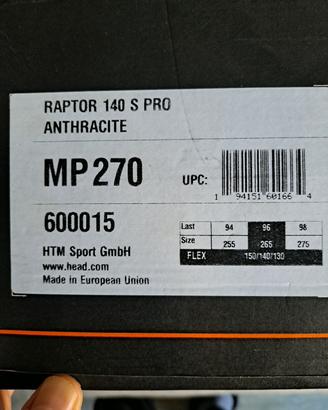 RAPTOR 140 S PRO
ANTHRACITE
MP 270
UPC:
1 94151 60166 4
600015
HTM Sport GmbH
www.head.com
Made in European Union
Last 94 96 98
Size 255 265 275
FLEX 150/140/130